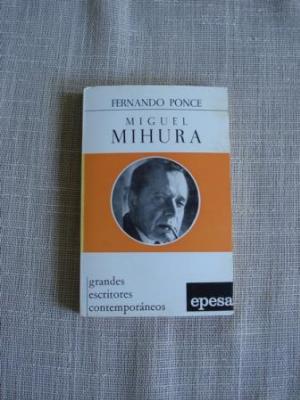 FERNANDO PONCE
MIGUEL
MIHURA
grandes
escritores
contemporáneos
epesa